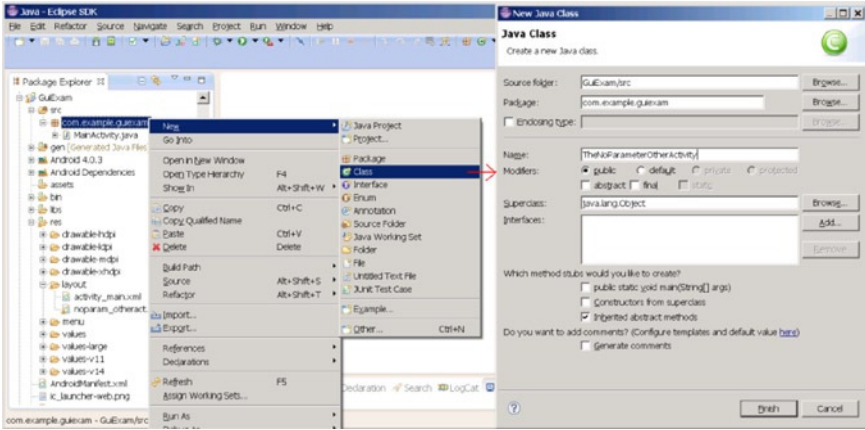 Java - Eclipse SDK
File Edit Refactor Source Navigate Search Project Run Window Help
Package Explorer
GuiExam
src
com.example.guiexam
MainActivity.java
gen [Generated Java Files]
Android 4.0.3
Android Dependencies
assets
bin
libs
res
drawable-hdpi
drawable-ldpi
drawable-mdpi
drawable-xhdpi
layout
activity_main.xml
noparam_otheract
menu
values
values-large
values-v11
values-v14
AndroidManifest.xml
ic_launcher-web.png
com.example.guiexam - GuiExam/src
New
Go Into
Open in New Window
Open Type Hierarchy F4
Show In Alt+Shift+W
Copy Ctrl+C
Copy Qualified Name
Paste Ctrl+V
Delete Delete
Build Path
Source Alt+Shift+S
Refactor Alt+Shift+T
Import...
Export...
References
Declarations
Refresh F5
Assign Working Sets...
Run As
Java Project
Project...
Package
Class
Interface
Enum
Annotation
Source Folder
Java Working Set
Folder
File
Untitled Text File
JUnit Test Case
Example...
Other... Ctrl+N
Declaration Search LogCat
New Java Class
Java Class
Create a new Java class.
Source folder: GuiExam/src Browse...
Package: com.example.guiexam Browse...
Enclosing type: Browse...
Name: TheNoParameterOtherActivity
Modifiers: public default private protected
abstract final static
Superclass: java.lang.Object Browse...
Interfaces: Add...
Remove
Which method stubs would you like to create?
public static void main(String[] args)
Constructors from superclass
Inherited abstract methods
Do you want to add comments? (Configure templates and default value here)
Generate comments
Finish Cancel